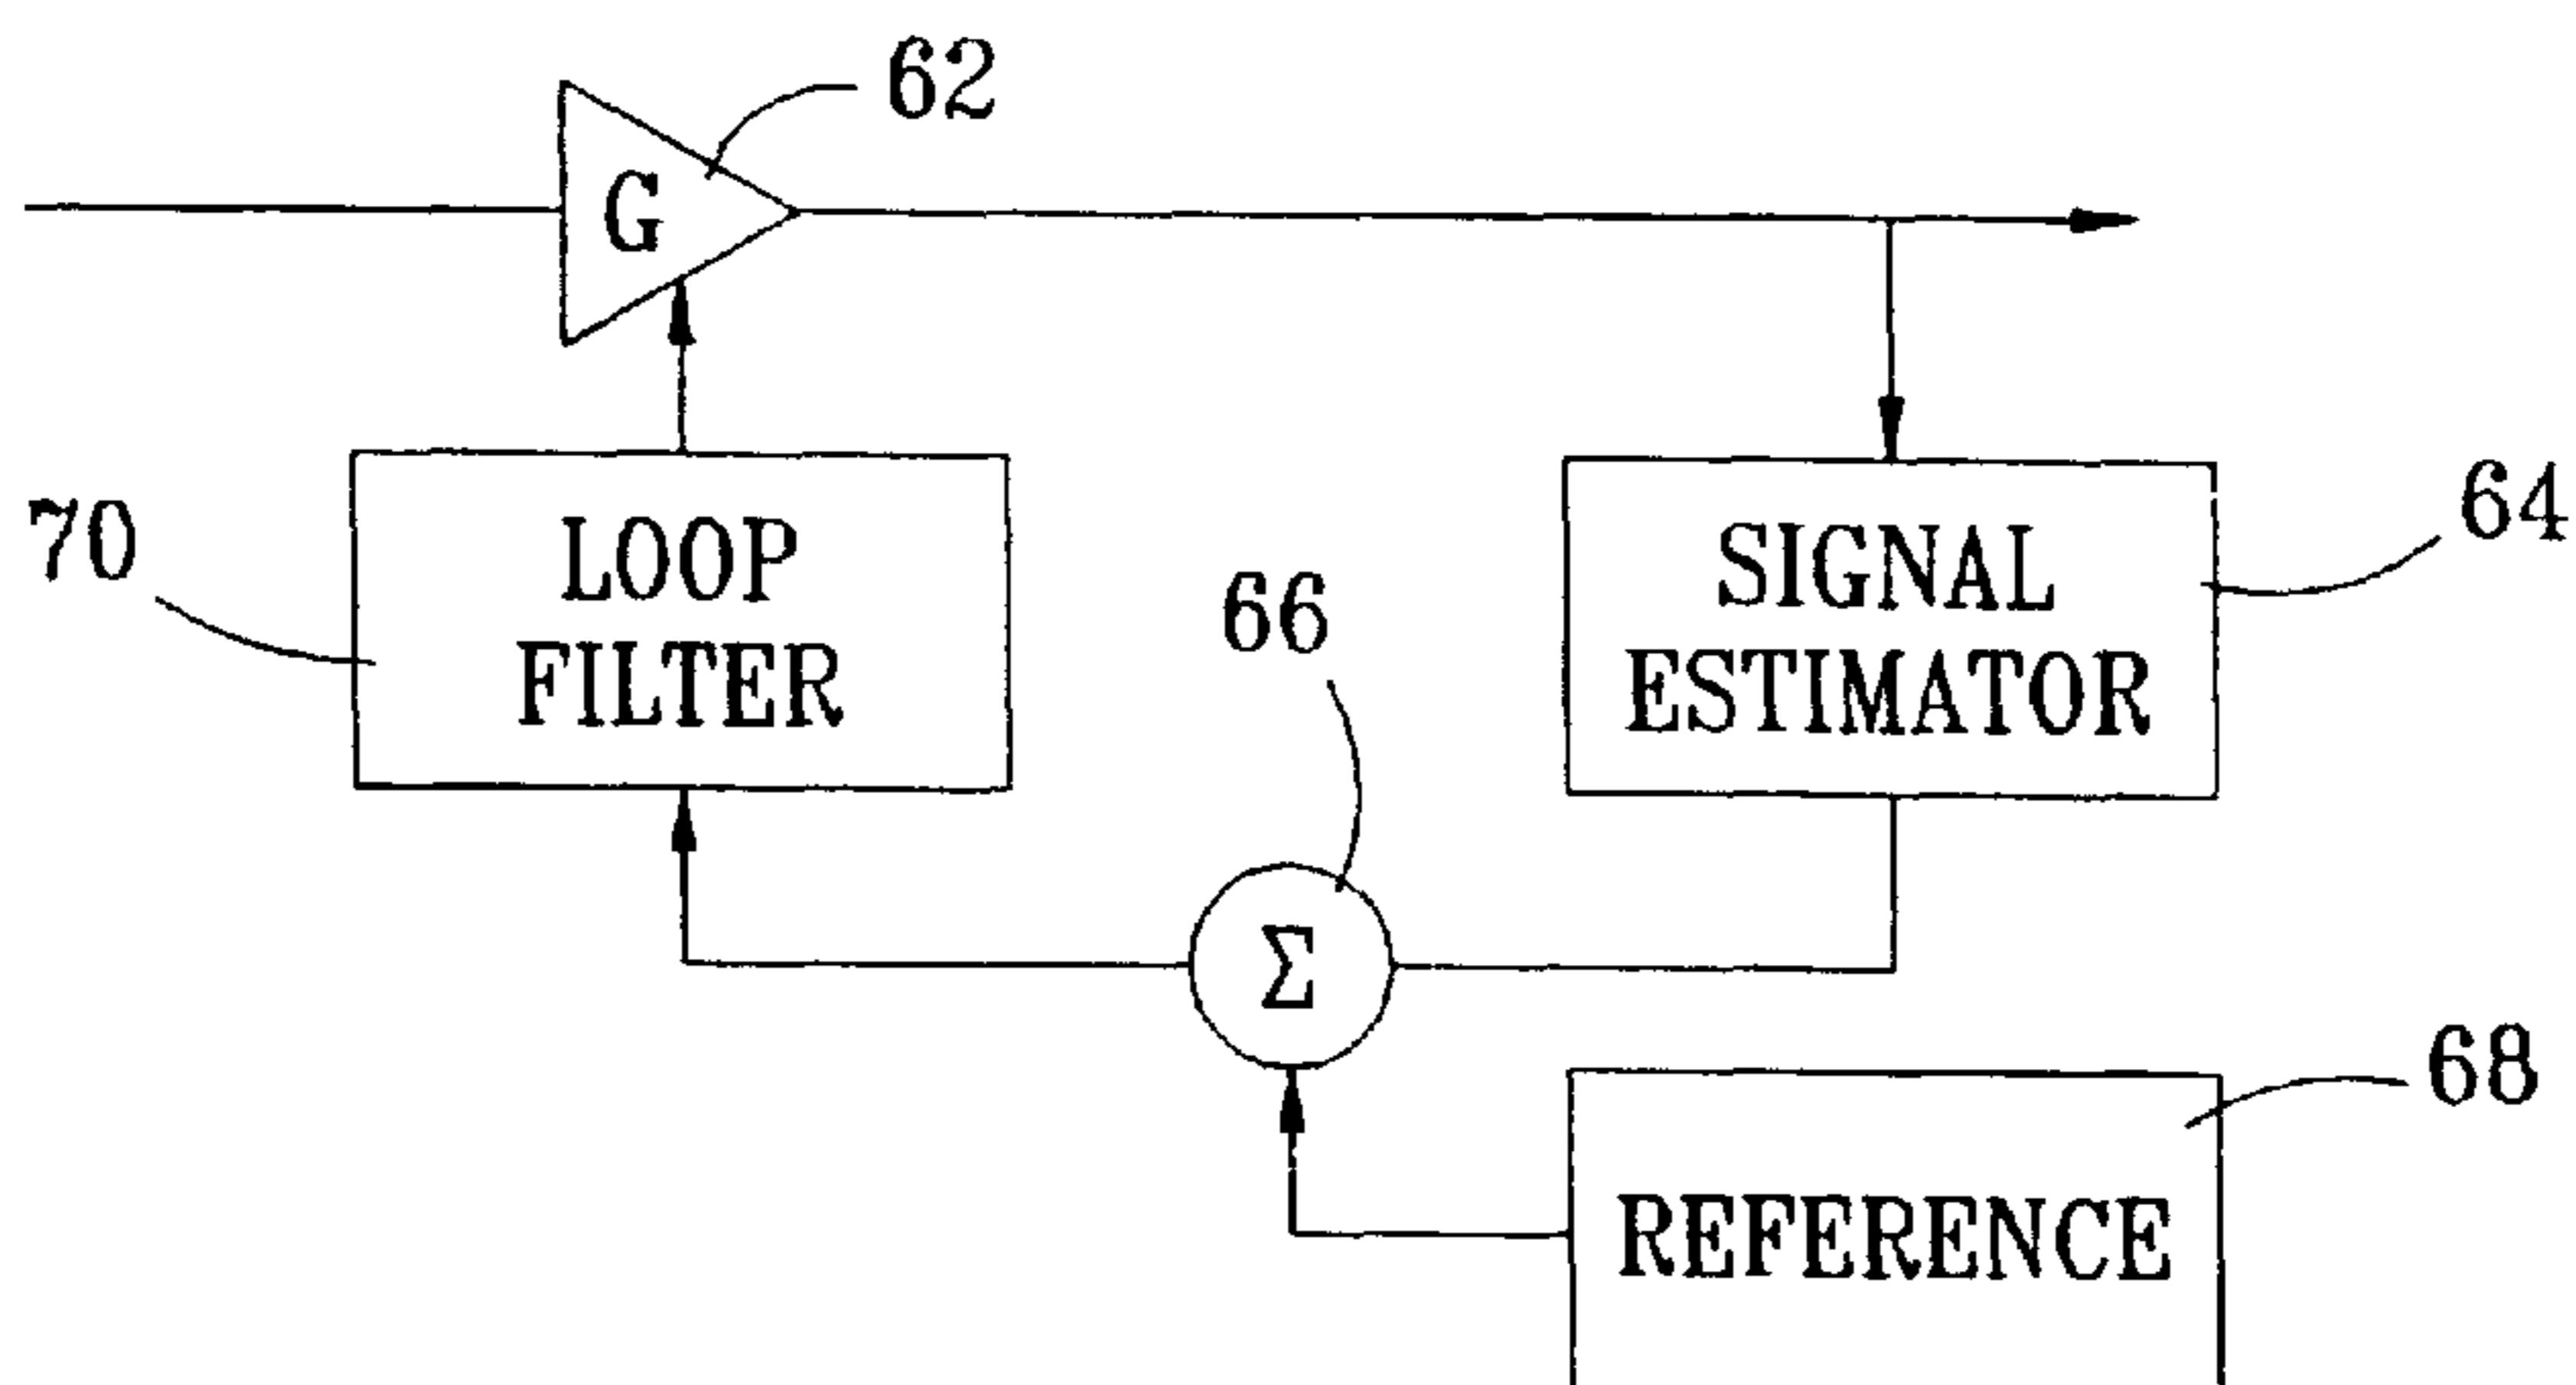 62
G
70
LOOP
FILTER
66
SIGNAL
ESTIMATOR
64
Σ
68
REFERENCE